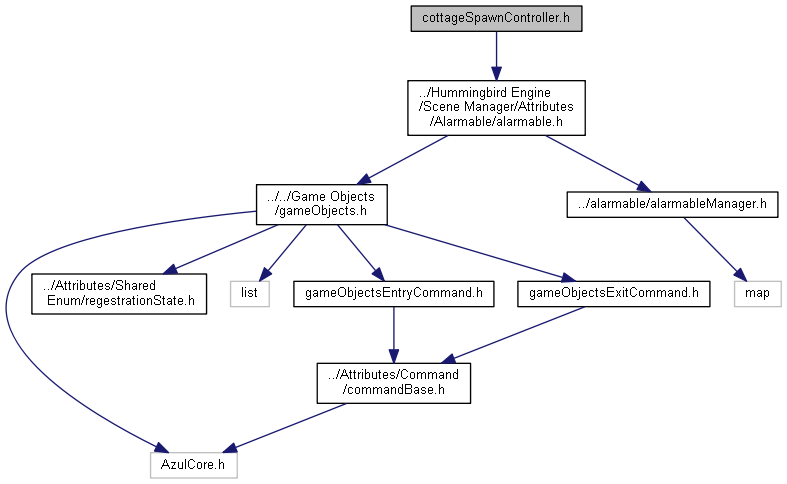 cottageSpawnController.h
../Hummingbird Engine
/Scene Manager/Attributes
/Alarmable/alarmable.h
../../Game Objects
/gameObjects.h
../alarmable/alarmableManager.h
../Attributes/Shared
Enum/regestrationState.h
list
gameObjectsEntryCommand.h
gameObjectsExitCommand.h
map
../Attributes/Command
/commandBase.h
AzulCore.h